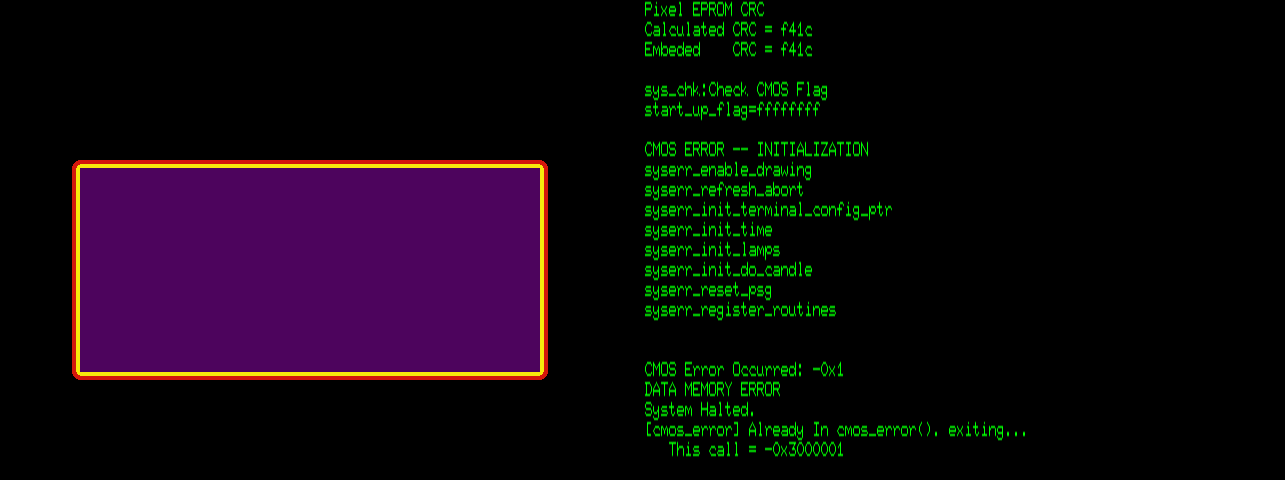 Pixel EPROM CRC
Calculated CRC = f41c
Embeded    CRC = f41c
sys_chk:Check CMOS Flag
start_up_flag=ffffffff
CMOS ERROR -- INITIALIZATION
syserr_enable_drawing
syserr_refresh_abort
syserr_init_terminal_config_ptr
syserr_init_time
syserr_init_lamps
syserr_init_do_candle
syserr_reset_psg
syserr_register_routines
CMOS Error Occurred: -0x1
DATA MEMORY ERROR
System Halted.
[cmos_error] Already In cmos_error(). exiting...
   This call = -0x3000001